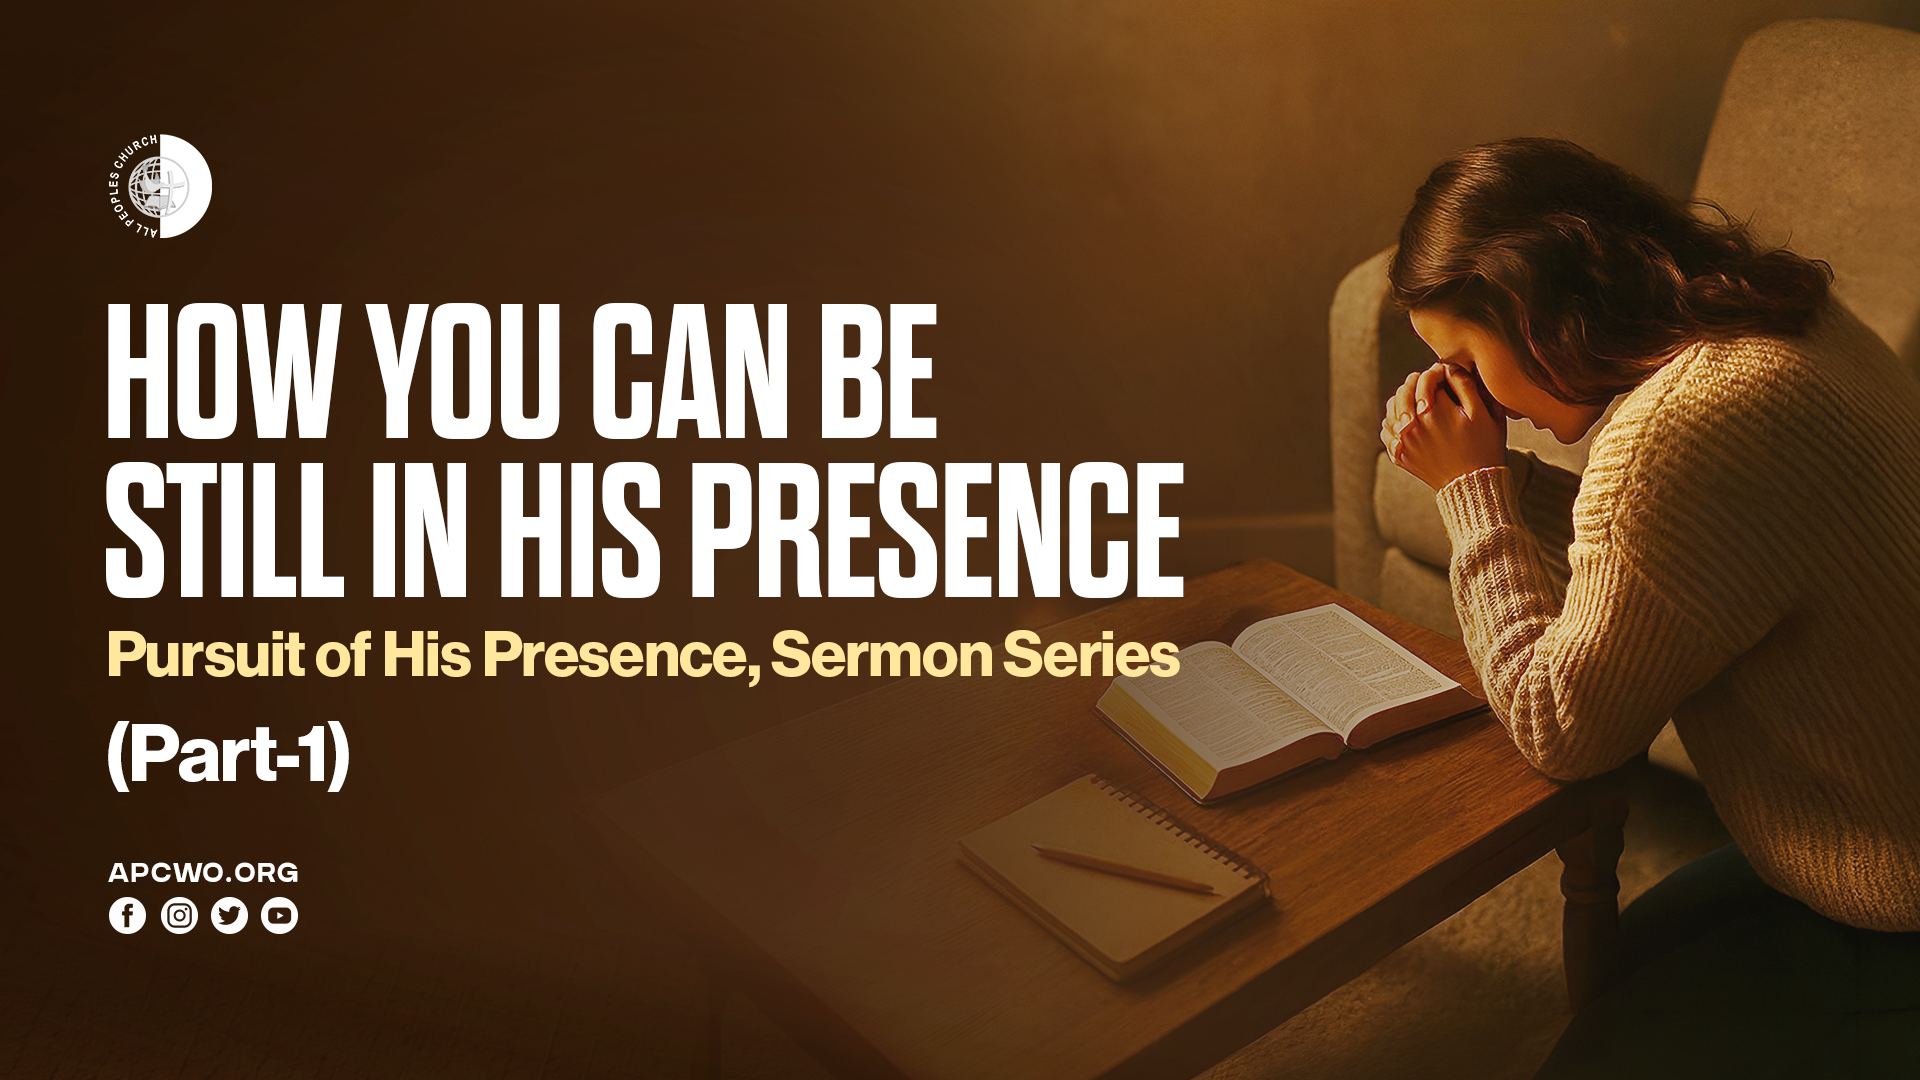 ALL PEOPLES CHURCH
HOW YOU CAN BE
STILL IN HIS PRESENCE
Pursuit of His Presence, Sermon Series
(Part-1)
APCWO.ORG